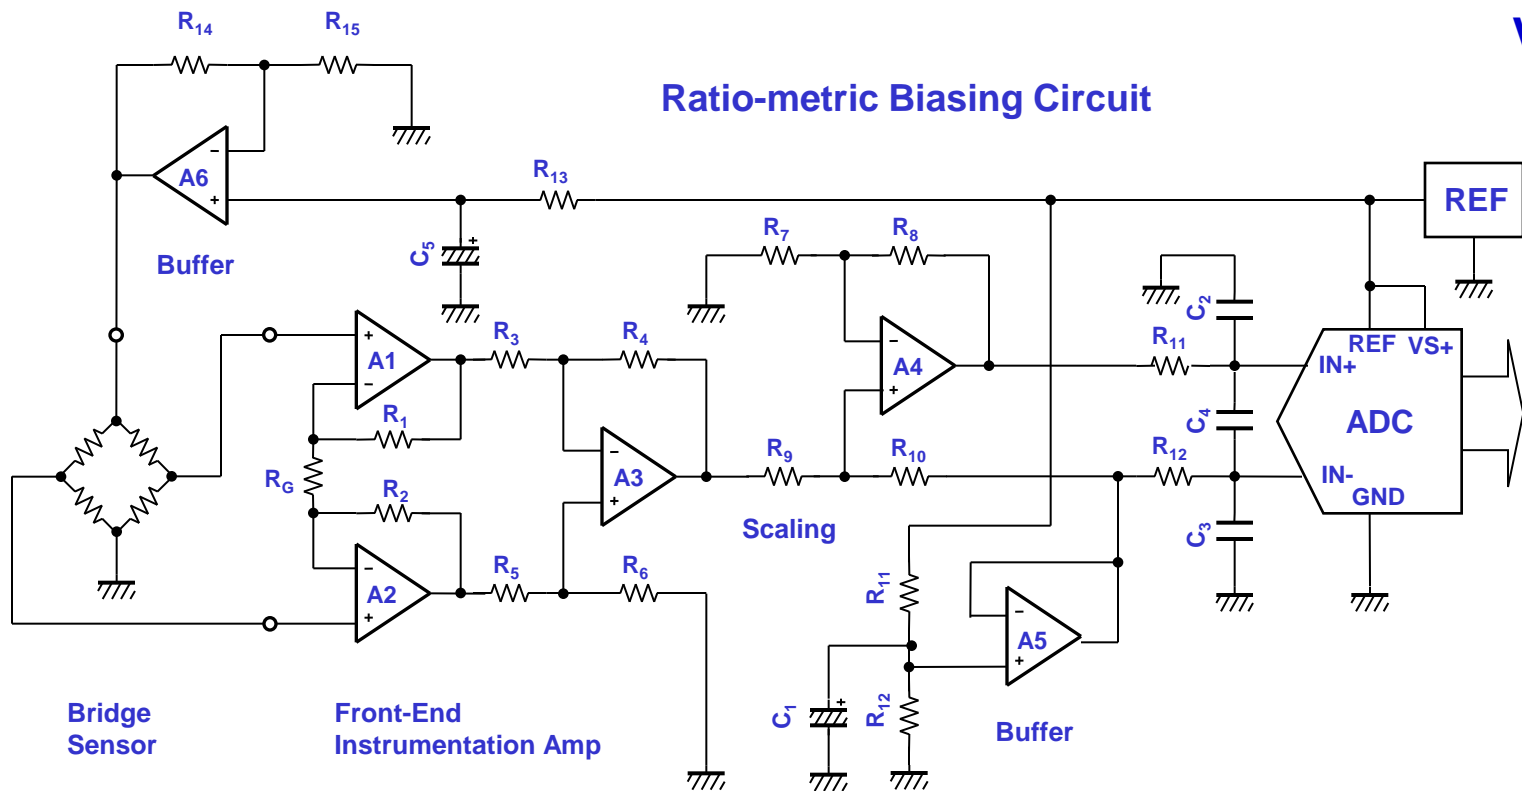 R14
R15
V
Ratio-metric Biasing Circuit
-
A6
+
R13
REF
Buffer
C5
+
R7
R8
C2
+
A1
-
R3
R4
-
A4
+
R11
REF
VS+
IN+
R1
C4
ADC
RG
R2
-
A3
+
R9
R10
R12
IN-
GND
Scaling
C3
-
A2
+
R5
R6
R11
-
A5
+
Bridge
Sensor
Front-End
Instrumentation Amp
C1
+
R12
Buffer